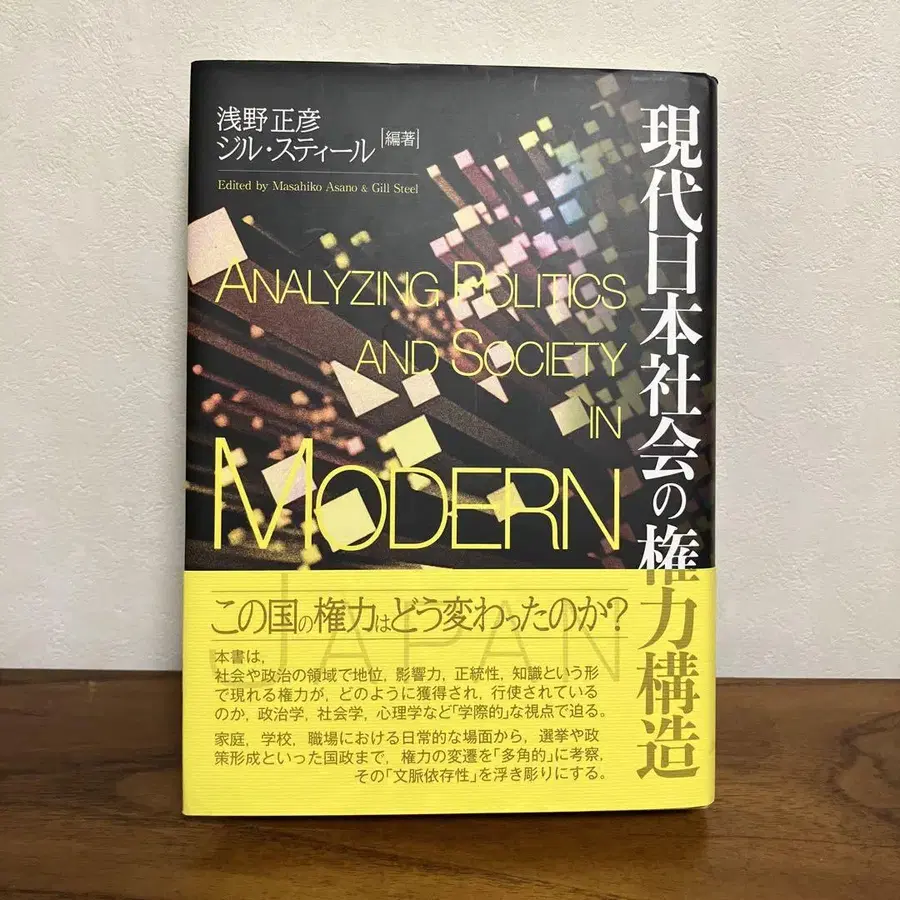 浅野正彦
ジル・スティール
[編著]
Edited by Masahiko Asano & Gill Steel
現代日本社会の権力構造
ANALYZING POLITICS
AND SOCIETY
IN
MODERN
JAPAN
この国の権力はどう変わったのか?
本書は,
社会や政治の領域で地位, 影響力, 正統性, 知識という形
で現れる権力が, どのように獲得され, 行使されている
のか, 政治学, 社会学, 心理学など「学際的」な視点で迫る。
家庭, 学校, 職場における日常的な場面から, 選挙や政
策形成といった国政まで, 権力の変遷を「多角的」に考察,
その「文脈依存性」を浮き彫りにする。